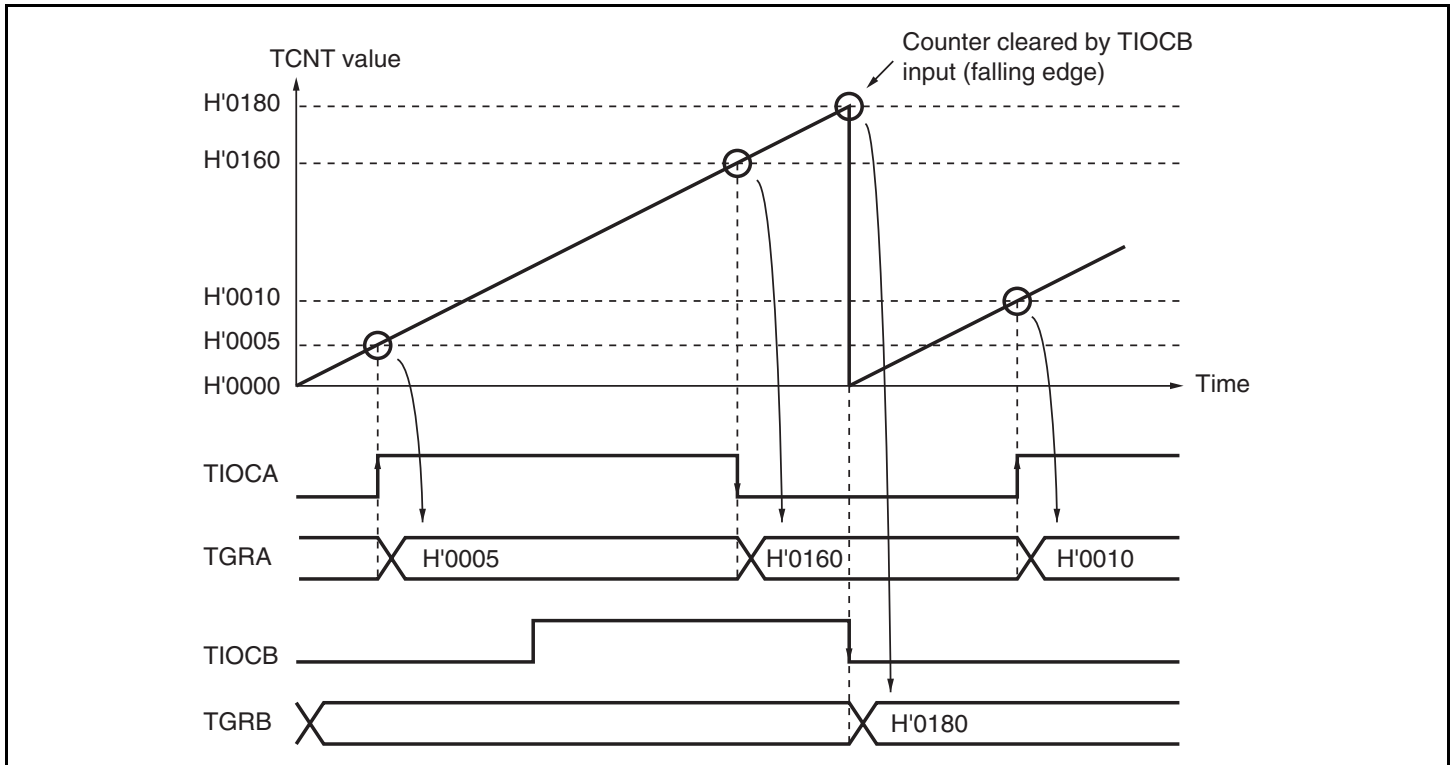 Counter cleared by TIOCB
input (falling edge)
TCNT value
H'0180
H'0160
H'0010
H'0005
H'0000
Time
TIOCA
TGRA
H'0005
H'0160
H'0010
TIOCB
TGRB
H'0180